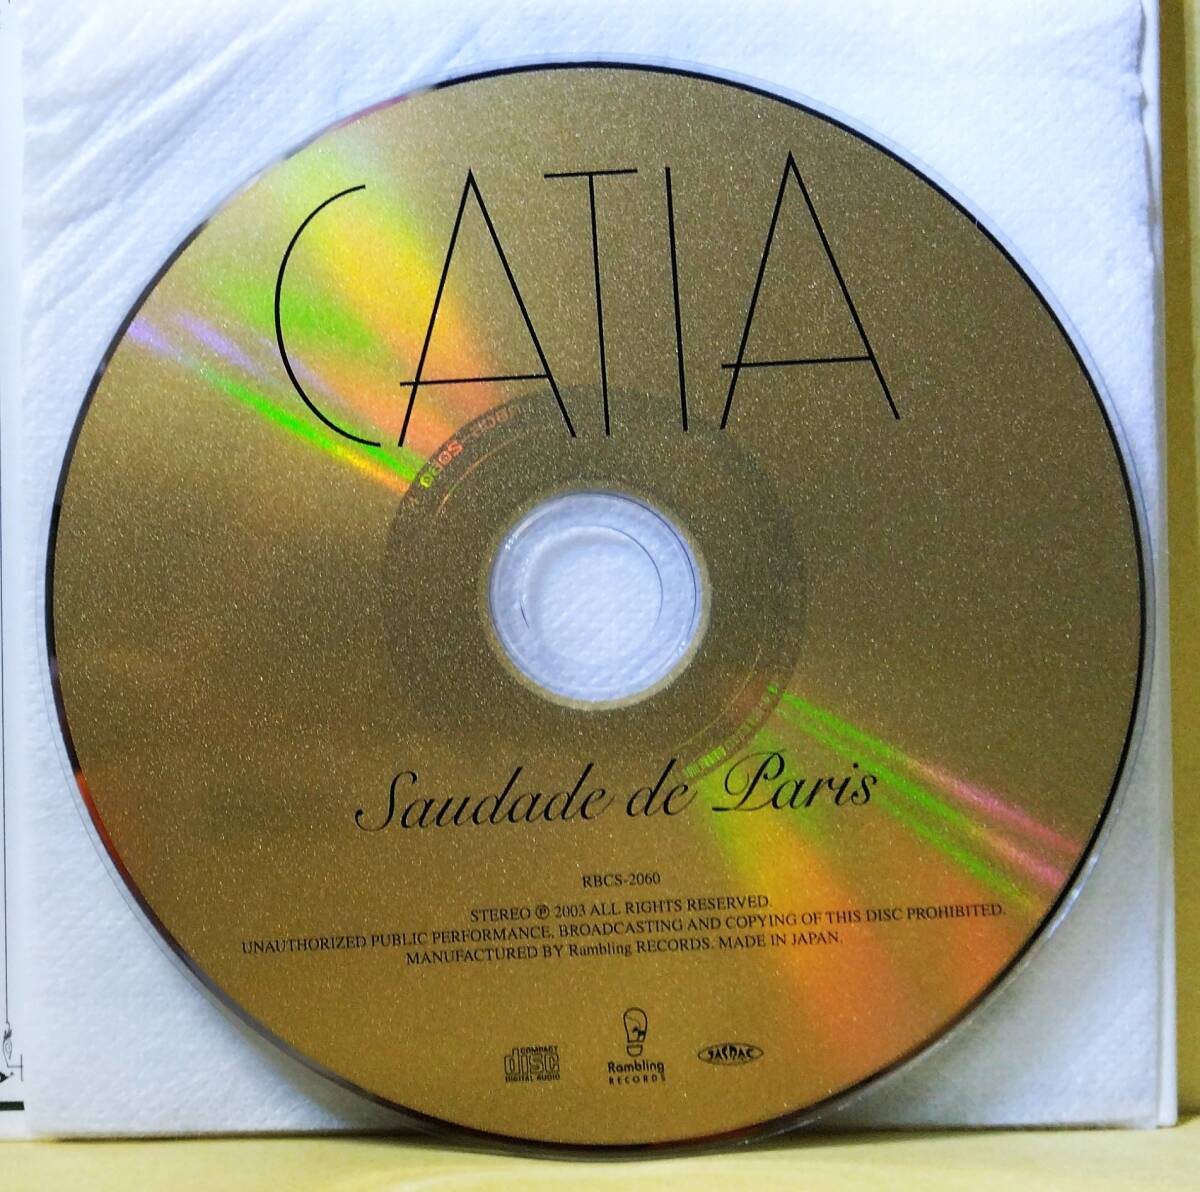 CATIA
Saudade de Paris
RBCS-2060
STEREO ℗ 2003 ALL RIGHTS RESERVED.
UNAUTHORIZED PUBLIC PERFORMANCE, BROADCASTING AND COPYING OF THIS DISC PROHIBITED.
MANUFACTURED BY Rambling RECORDS. MADE IN JAPAN.
COMPACT
disc
DIGITAL AUDIO
Rambling
RECORDS
JASRAC